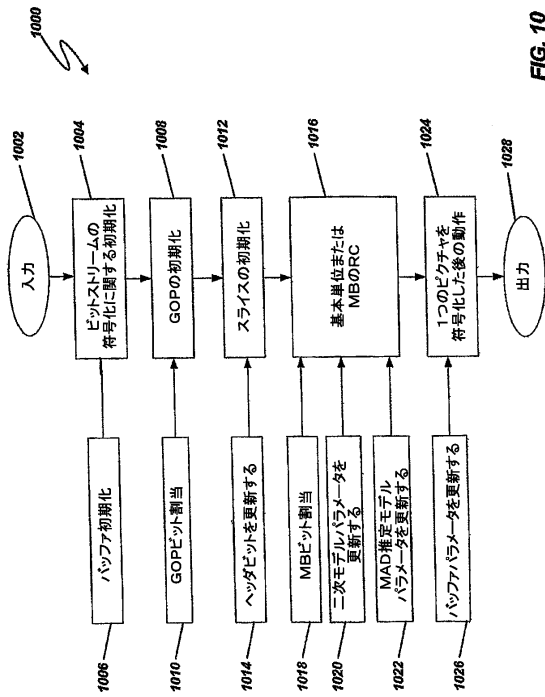 1000
入力
1002
ビットストリームの
符号化に関する初期化
1004
バッファ初期化
1006
GOPの初期化
1008
GOPビット割当
1010
スライスの初期化
1012
ヘッダビットを更新する
1014
基本単位または
MBのRC
1016
MBビット割当
1018
二次モデルパラメータを
更新する
1020
MAD推定モデル
パラメータを更新する
1022
1つのピクチャを
符号化した後の動作
1024
バッファパラメータを更新する
1026
出力
1028
FIG. 10